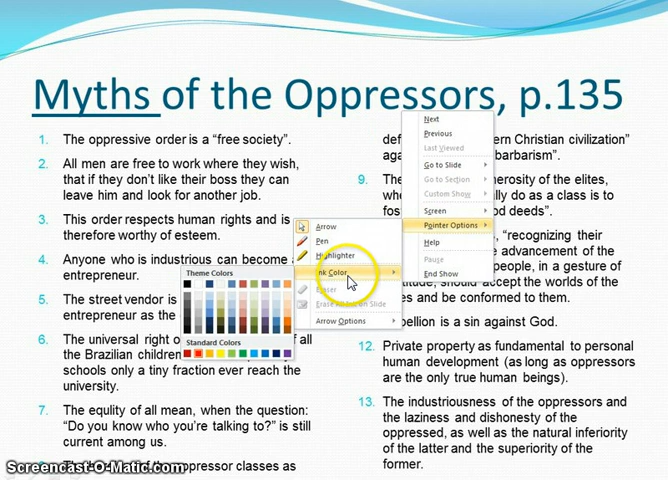 Myths of the Oppressors, p.135
1. The oppressive order is a “free society”.
2. All men are free to work where they wish,
that if they don’t like their boss they can
leave him and look for another job.
3. This order respects human rights and is
therefore worthy of esteem.
4. Anyone who is industrious can become
entrepreneur.
5. The street vendor is
entrepreneur as the
6. The universal right of all
the Brazilian children
schools only a tiny fraction ever reach the
university.
7. The equlity of all mean, when the question:
“Do you know who you’re talking to?” is still
current among us.
oppressor classes as
def ern Christian civilization”
aga barbarism”.
9. The nerosity of the elites,
whe ally do as a class is to
fos od deeds”.
“recognizing their
advancement of the
people, in a gesture of
should accept the worlds of the
es and be conformed to them.
bellion is a sin against God.
12. Private property as fundamental to personal
human development (as long as oppressors
are the only true human beings).
13. The industriousness of the oppressors and
the laziness and dishonesty of the
oppressed, as well as the natural inferiority
of the latter and the superiority of the
former.
Next
Previous
Last Viewed
Go to Slide
Go to Section
Custom Show
Screen
Pointer Options
Help
Pause
End Show
Arrow
Pen
Highlighter
Ink Color
Eraser
Erase All Ink on Slide
Arrow Options
Theme Colors
Standard Colors
Screencast-O-Matic.com